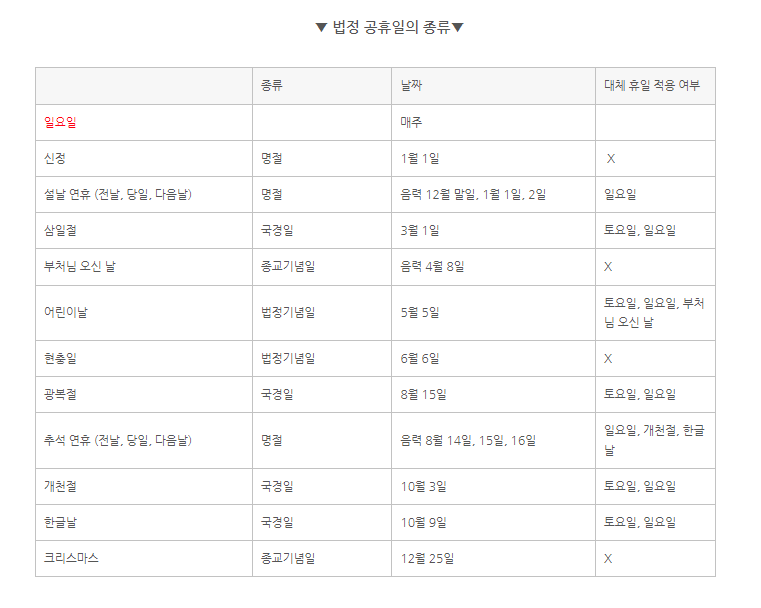 ▼ 법정 공휴일의 종류▼
종류 날짜 대체 휴일 적용 여부
일요일 매주
신정 명절 1월 1일 X
설날 연휴 (전날, 당일, 다음날) 명절 음력 12월 말일, 1월 1일, 2일 일요일
삼일절 국경일 3월 1일 토요일, 일요일
부처님 오신 날 종교기념일 음력 4월 8일 X
어린이날 법정기념일 5월 5일 토요일, 일요일, 부처
님 오신 날
현충일 법정기념일 6월 6일 X
광복절 국경일 8월 15일 토요일, 일요일
추석 연휴 (전날, 당일, 다음날) 명절 음력 8월 14일, 15일, 16일 일요일, 개천절, 한글
날
개천절 국경일 10월 3일 토요일, 일요일
한글날 국경일 10월 9일 토요일, 일요일
크리스마스 종교기념일 12월 25일 X